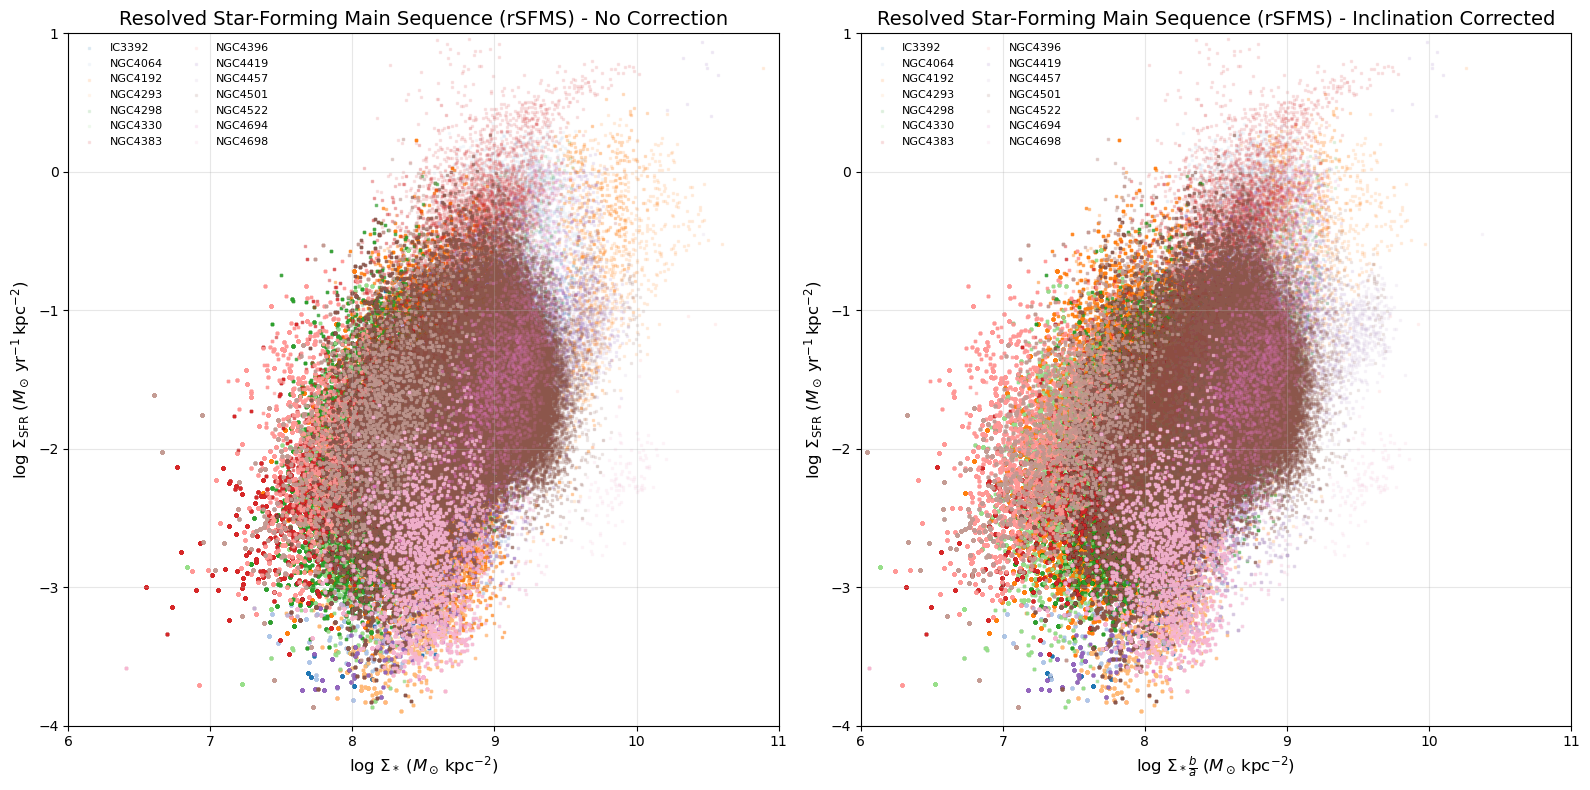 Resolved Star-Forming Main Sequence (rSFMS) - No Correction
IC3392
NGC4064
NGC4192
NGC4293
NGC4298
NGC4330
NGC4383
NGC4396
NGC4419
NGC4457
NGC4501
NGC4522
NGC4694
NGC4698
1
0
−1
−2
−3
−4
log Σ_SFR (M_⊙ yr⁻¹ kpc⁻²)
6 7 8 9 10 11
log Σ_* (M_⊙ kpc⁻²)
Resolved Star-Forming Main Sequence (rSFMS) - Inclination Corrected
IC3392
NGC4064
NGC4192
NGC4293
NGC4298
NGC4330
NGC4383
NGC4396
NGC4419
NGC4457
NGC4501
NGC4522
NGC4694
NGC4698
1
0
−1
−2
−3
−4
log Σ_SFR (M_⊙ yr⁻¹ kpc⁻²)
6 7 8 9 10 11
log Σ_* b/a (M_⊙ kpc⁻²)